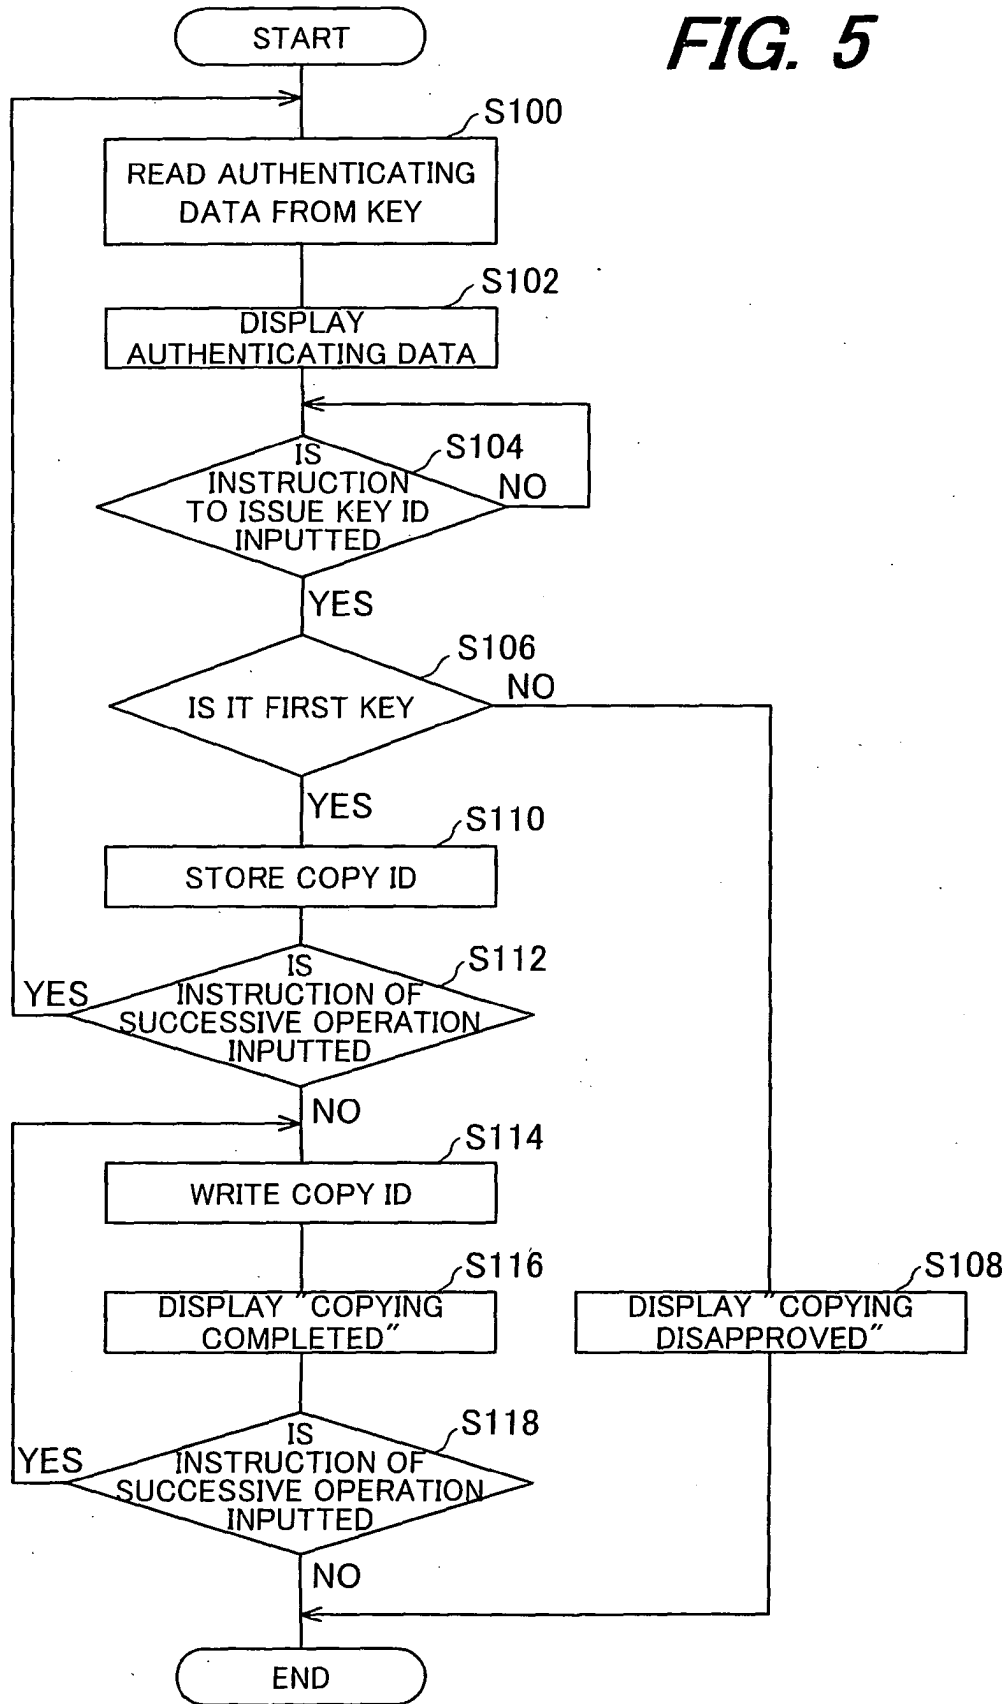 FIG. 5
START
S100
READ AUTHENTICATING
DATA FROM KEY
S102
DISPLAY
AUTHENTICATING DATA
S104
IS
INSTRUCTION
TO ISSUE KEY ID
INPUTTED
NO
YES
S106
IS IT FIRST KEY
NO
YES
S110
STORE COPY ID
S112
IS
INSTRUCTION OF
SUCCESSIVE OPERATION
INPUTTED
YES
NO
S114
WRITE COPY ID
S116
DISPLAY "COPYING
COMPLETED"
S108
DISPLAY "COPYING
DISAPPROVED"
S118
IS
INSTRUCTION OF
SUCCESSIVE OPERATION
INPUTTED
YES
NO
END